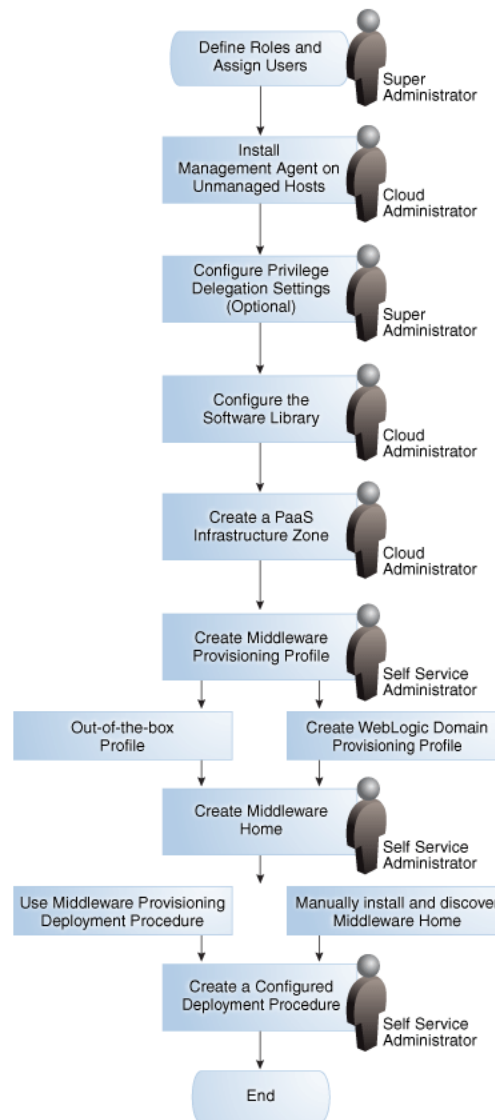 Define Roles and
Assign Users
Super
Administrator
Install
Management Agent on
Unmanaged Hosts
Cloud
Administrator
Configure Privilege
Delegation Settings
(Optional)
Super
Administrator
Configure the
Software Library
Cloud
Administrator
Create a PaaS
Infrastructure Zone
Cloud
Administrator
Create Middleware
Provisioning Profile
Self Service
Administrator
Out-of-the-box
Profile
Create WebLogic Domain
Provisioning Profile
Create Middleware
Home
Self Service
Administrator
Use Middleware Provisioning
Deployment Procedure
Manually install and discover
Middleware Home
Create a Configured
Deployment Procedure
Self Service
Administrator
End